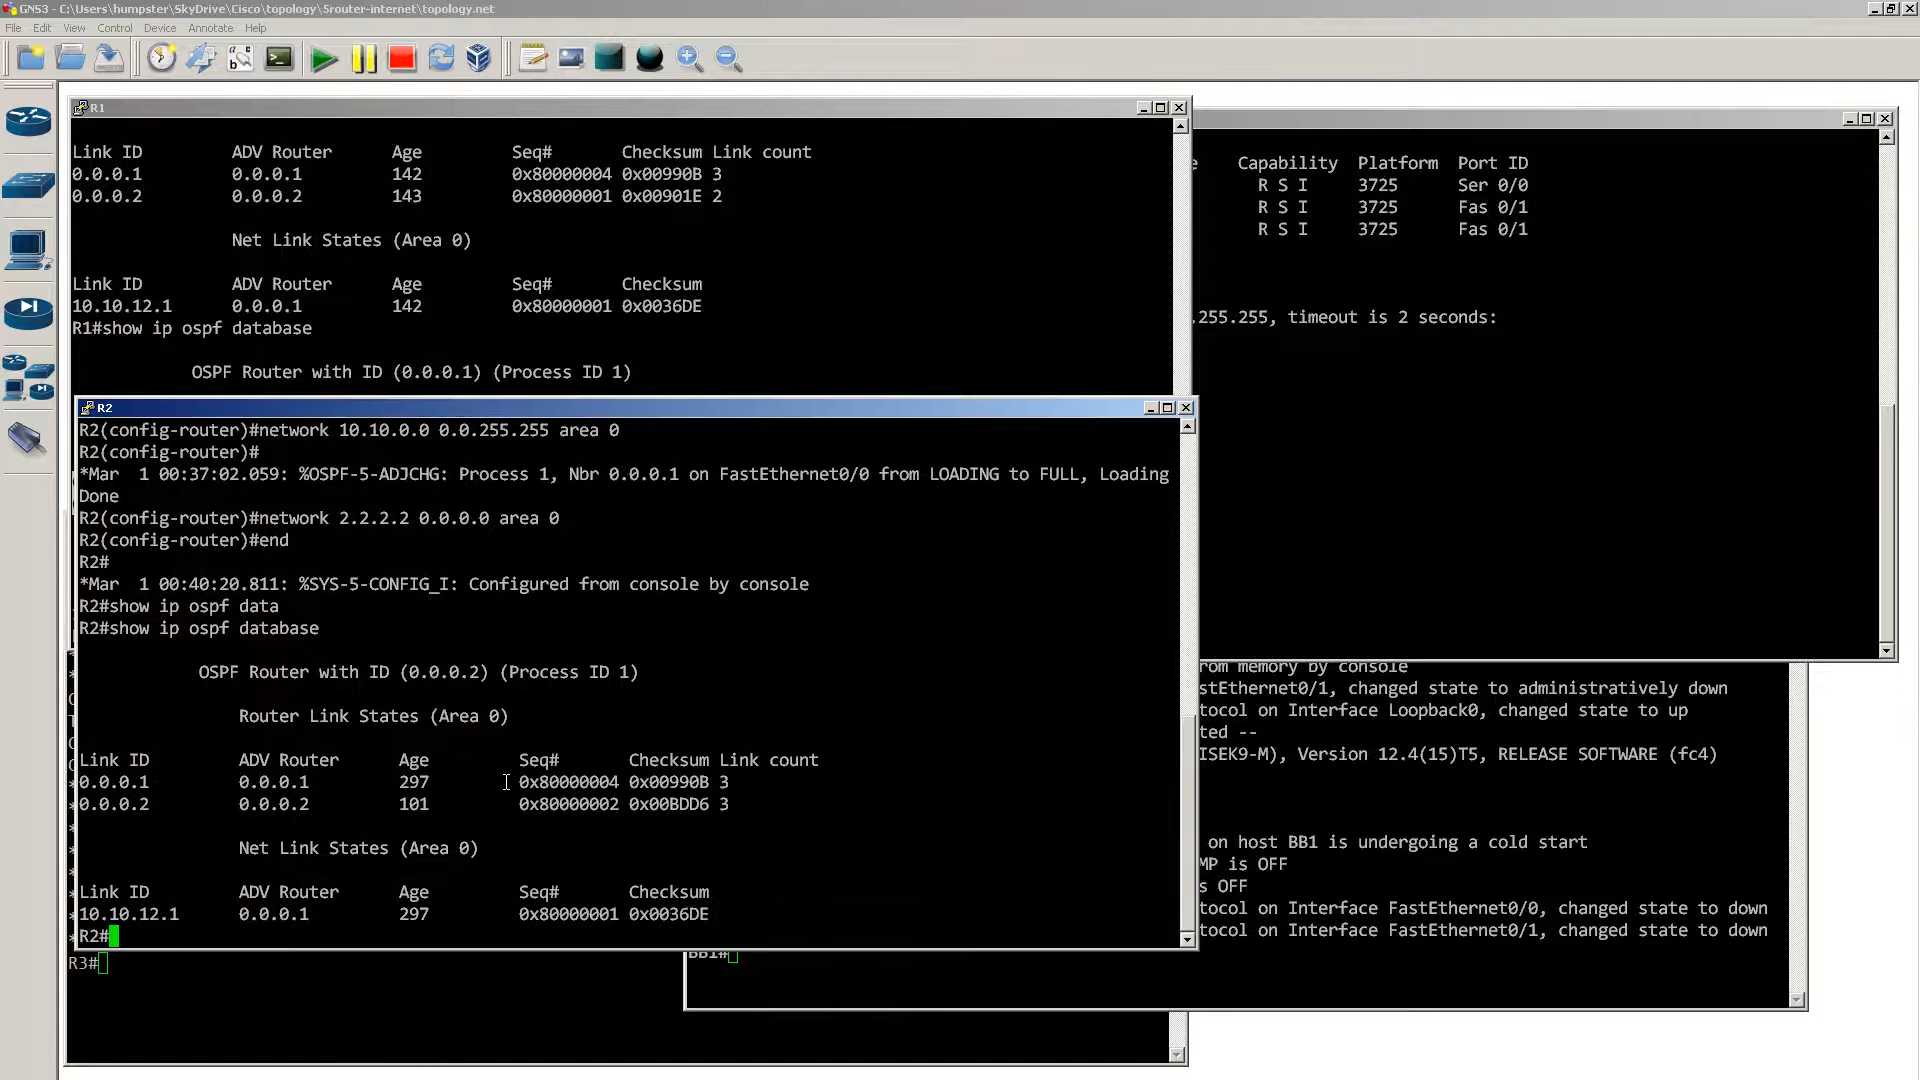 GNS3 - C:\Users\humpster\SkyDrive\Cisco\topology\5router-internet\topology.net
File Edit View Control Device Annotate Help
R1
Link ID ADV Router Age Seq# Checksum Link count
0.0.0.1 0.0.0.1 142 0x80000004 0x00990B 3
0.0.0.2 0.0.0.2 143 0x80000001 0x00901E 2
Net Link States (Area 0)
Link ID ADV Router Age Seq# Checksum
10.10.12.1 0.0.0.1 142 0x80000001 0x0036DE
R1#show ip ospf database
OSPF Router with ID (0.0.0.1) (Process ID 1)
R2
R2(config-router)#network 10.10.0.0 0.0.255.255 area 0
R2(config-router)#
*Mar 1 00:37:02.059: %OSPF-5-ADJCHG: Process 1, Nbr 0.0.0.1 on FastEthernet0/0 from LOADING to FULL, Loading
Done
R2(config-router)#network 2.2.2.2 0.0.0.0 area 0
R2(config-router)#end
R2#
*Mar 1 00:40:20.811: %SYS-5-CONFIG_I: Configured from console by console
R2#show ip ospf data
R2#show ip ospf database
OSPF Router with ID (0.0.0.2) (Process ID 1)
Router Link States (Area 0)
Link ID ADV Router Age Seq# Checksum Link count
0.0.0.1 0.0.0.1 297 0x80000004 0x00990B 3
0.0.0.2 0.0.0.2 101 0x80000002 0x00BDD6 3
Net Link States (Area 0)
Link ID ADV Router Age Seq# Checksum
10.10.12.1 0.0.0.1 297 0x80000001 0x0036DE
R2#
R3#
Capability Platform Port ID
R S I 3725 Ser 0/0
R S I 3725 Fas 0/1
R S I 3725 Fas 0/1
.255.255, timeout is 2 seconds:
rom memory by console
stEthernet0/1, changed state to administratively down
tocol on Interface Loopback0, changed state to up
ted --
ISEK9-M), Version 12.4(15)T5, RELEASE SOFTWARE (fc4)
on host BB1 is undergoing a cold start
MP is OFF
s OFF
tocol on Interface FastEthernet0/0, changed state to down
tocol on Interface FastEthernet0/1, changed state to down
BB1#